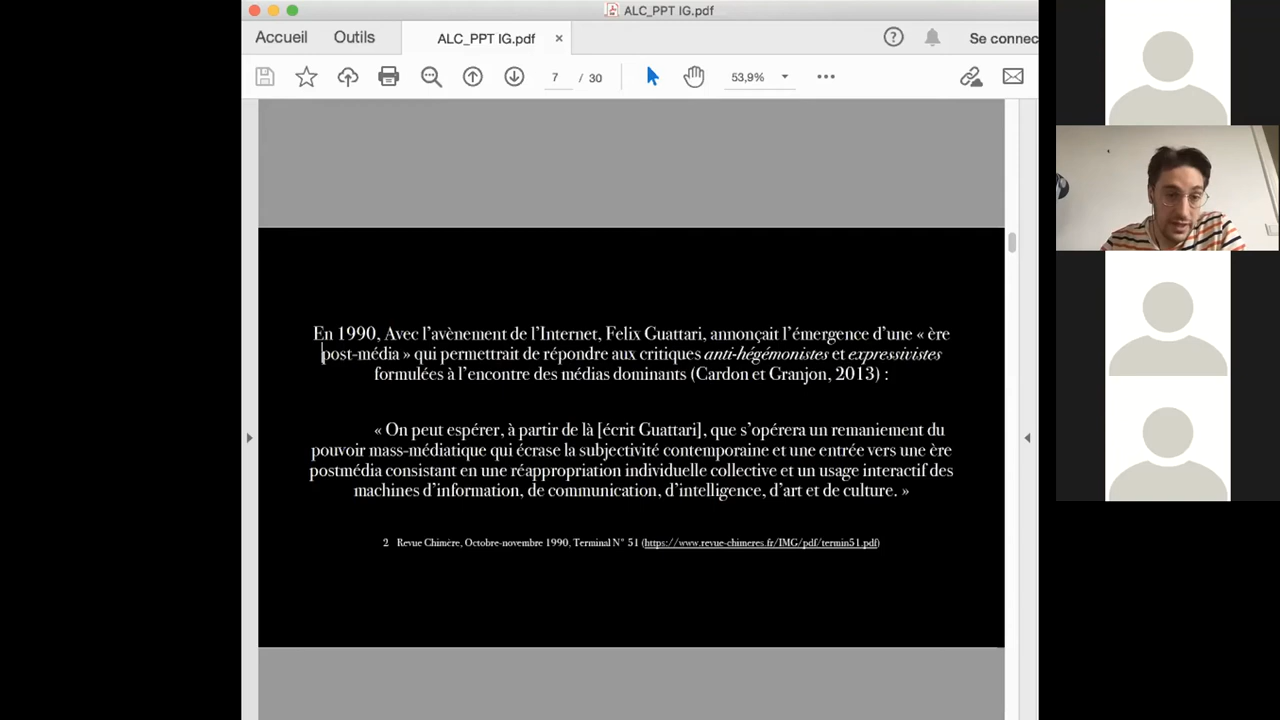 ALC_PPT IG.pdf
Accueil
Outils
ALC_PPT IG.pdf
Se connec
7 / 30
53,9%
En 1990, Avec l'avènement de l'Internet, Felix Guattari, annonçait l'émergence d'une « ère
post-média » qui permettrait de répondre aux critiques anti-hégémonistes et expressivistes
formulées à l'encontre des médias dominants (Cardon et Granjon, 2013) :
« On peut espérer, à partir de là [écrit Guattari], que s'opérera un remaniement du
pouvoir mass-médiatique qui écrase la subjectivité contemporaine et une entrée vers une ère
postmédia consistant en une réappropriation individuelle collective et un usage interactif des
machines d'information, de communication, d'intelligence, d'art et de culture. »
2 Revue Chimère, Octobre-novembre 1990, Terminal N° 51 (https://www.revue-chimeres.fr/IMG/pdf/termin51.pdf)